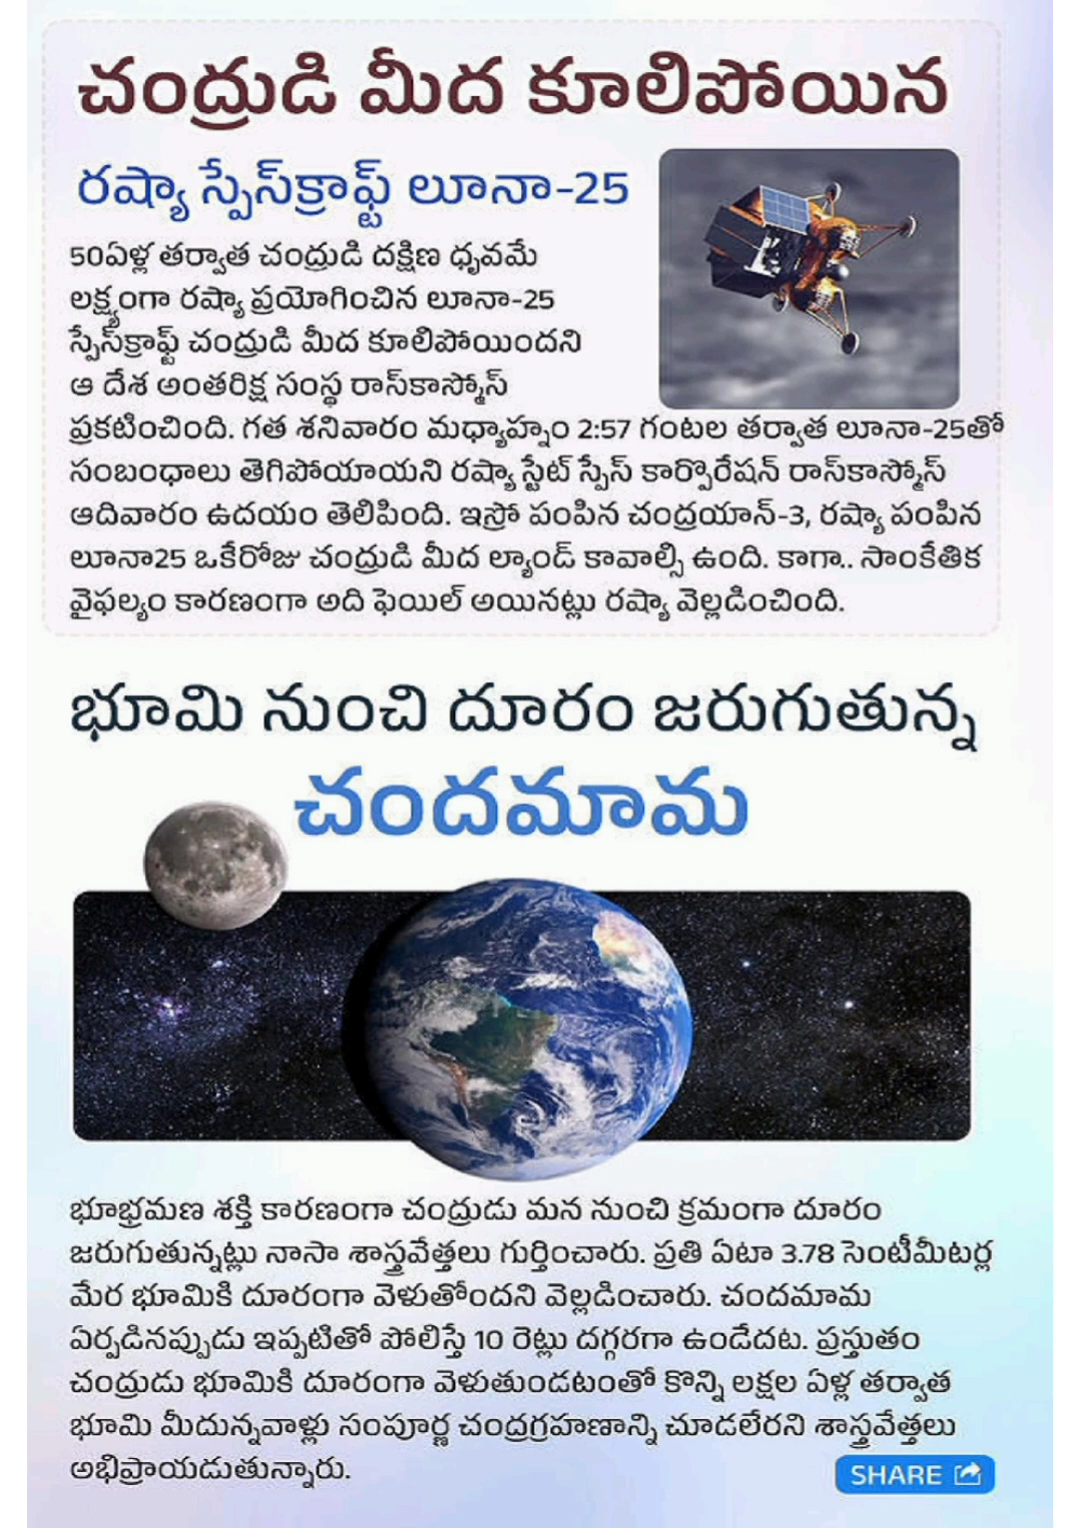 చంద్రుడి మీద కూలిపోయిన
రష్యా స్పేస్‌క్రాఫ్ట్ లూనా-25
50ఏళ్ల తర్వాత చంద్రుడి దక్షిణ ధృవమే
లక్ష్యంగా రష్యా ప్రయోగించిన లూనా-25
స్పేస్‌క్రాఫ్ట్ చంద్రుడి మీద కూలిపోయిందని
ఆ దేశ అంతరిక్ష సంస్థ రాస్‌కాస్మోస్
ప్రకటించింది. గత శనివారం మధ్యాహ్నం 2:57 గంటల తర్వాత లూనా-25తో
సంబంధాలు తెగిపోయాయని రష్యా స్టేట్ స్పేస్ కార్పొరేషన్ రాస్‌కాస్మోస్
ఆదివారం ఉదయం తెలిపింది. ఇస్రో పంపిన చంద్రయాన్-3, రష్యా పంపిన
లూనా25 ఒకేరోజు చంద్రుడి మీద ల్యాండ్ కావాల్సి ఉంది. కాగా.. సాంకేతిక
వైఫల్యం కారణంగా అది ఫెయిల్ అయినట్లు రష్యా వెల్లడించింది.
భూమి నుంచి దూరం జరుగుతున్న
చందమామ
భూభ్రమణ శక్తి కారణంగా చంద్రుడు మన నుంచి క్రమంగా దూరం
జరుగుతున్నట్లు నాసా శాస్త్రవేత్తలు గుర్తించారు. ప్రతి ఏటా 3.78 సెంటీమీటర్ల
మేర భూమికి దూరంగా వెళుతోందని వెల్లడించారు. చందమామ
ఏర్పడినప్పుడు ఇప్పటితో పోలిస్తే 10 రెట్లు దగ్గరగా ఉండేదట. ప్రస్తుతం
చంద్రుడు భూమికి దూరంగా వెళుతుండటంతో కొన్ని లక్షల ఏళ్ల తర్వాత
భూమి మీదున్నవాళ్లు సంపూర్ణ చంద్రగ్రహణాన్ని చూడలేరని శాస్త్రవేత్తలు
అభిప్రాయడుతున్నారు.
SHARE